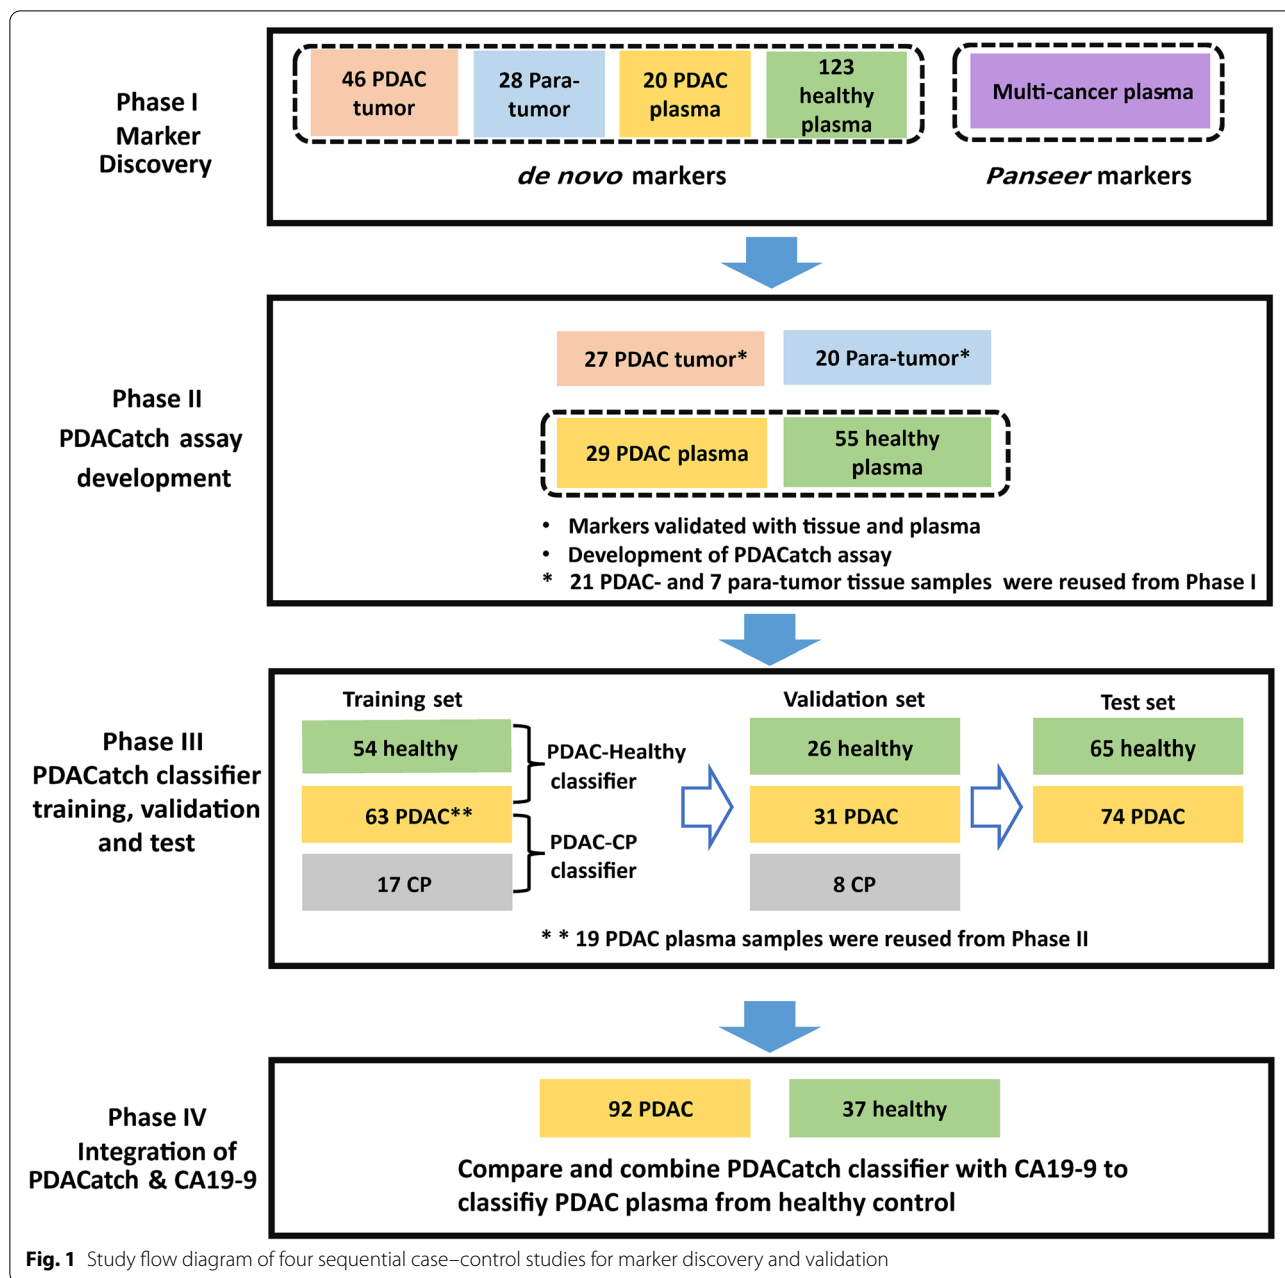 Phase I
Marker
Discovery
46 PDAC
tumor
28 Para-
tumor
20 PDAC
plasma
123
healthy
plasma
Multi-cancer plasma
de novo markers
Panseer markers
Phase II
PDACatch assay
development
27 PDAC tumor*
20 Para-tumor*
29 PDAC plasma
55 healthy
plasma
• Markers validated with tissue and plasma
• Development of PDACatch assay
* 21 PDAC- and 7 para-tumor tissue samples were reused from Phase I
Phase III
PDACatch classifier
training, validation
and test
Training set
54 healthy
63 PDAC**
17 CP
PDAC-Healthy
classifier
PDAC-CP
classifier
Validation set
26 healthy
31 PDAC
8 CP
Test set
65 healthy
74 PDAC
* * 19 PDAC plasma samples were reused from Phase II
Phase IV
Integration of
PDACatch & CA19-9
92 PDAC
37 healthy
Compare and combine PDACatch classifier with CA19-9 to
classifiy PDAC plasma from healthy control
Fig. 1 Study flow diagram of four sequential case–control studies for marker discovery and validation